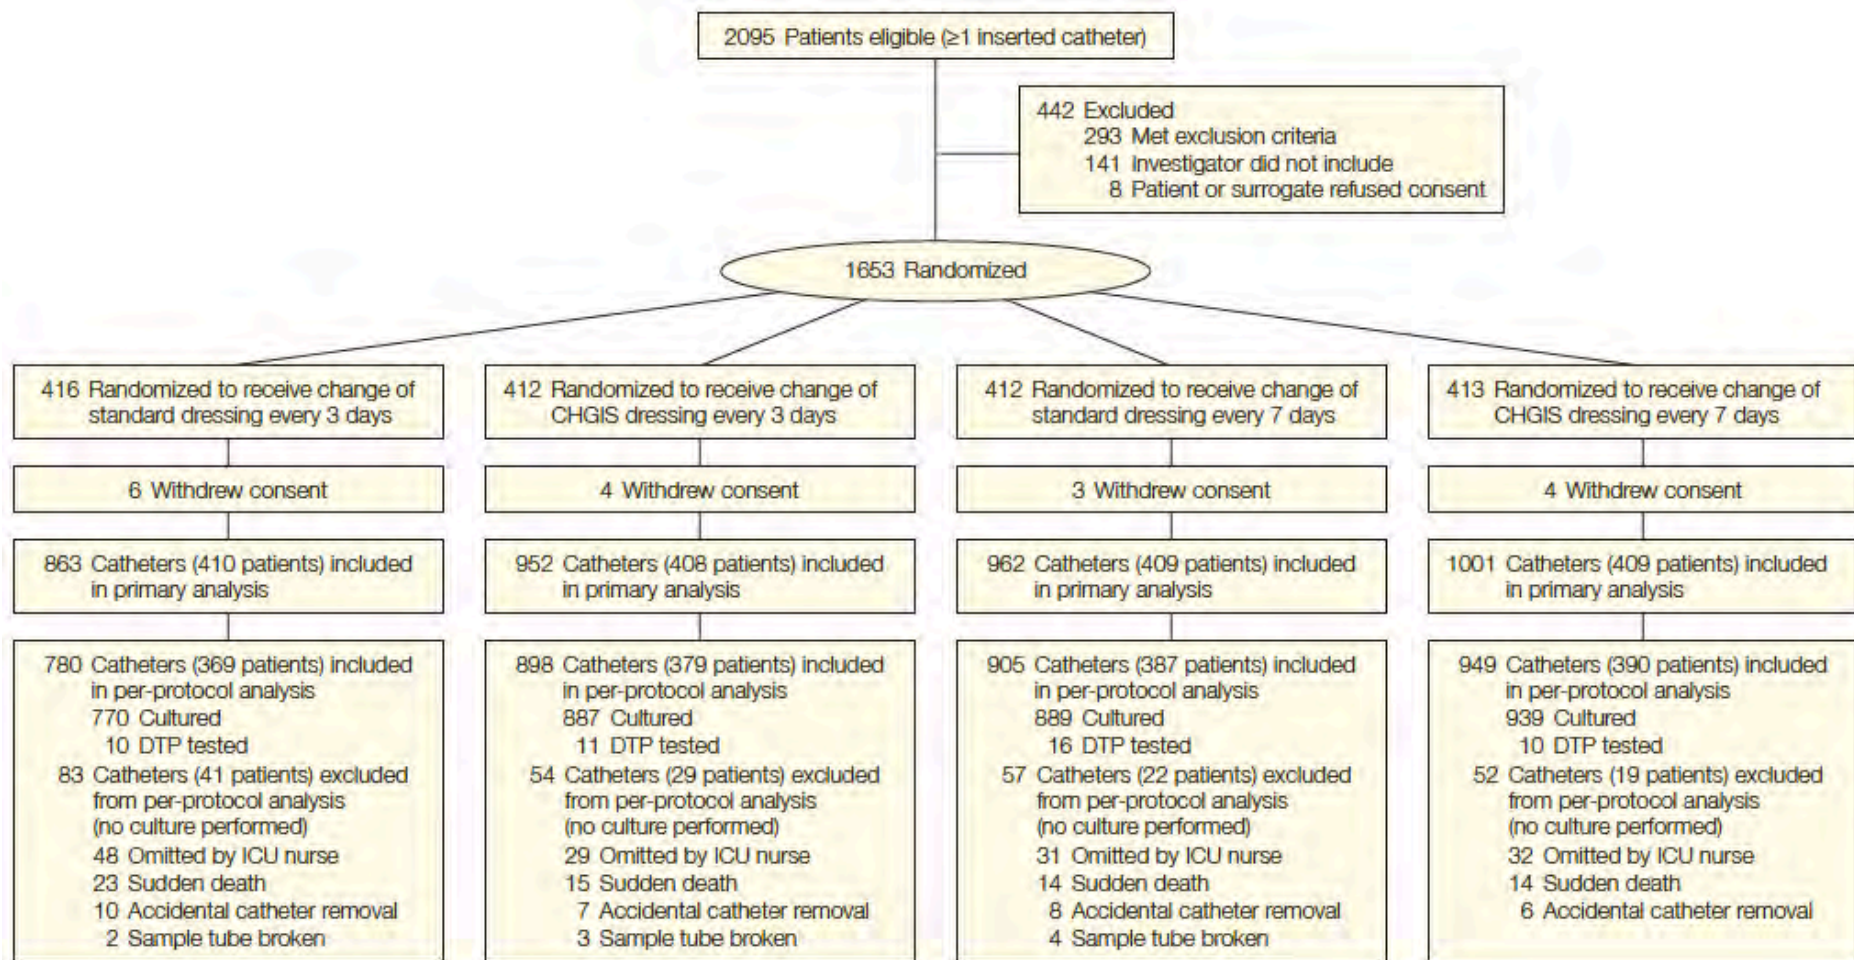 2095 Patients eligible (≥1 inserted catheter)
442 Excluded
293 Met exclusion criteria
141 Investigator did not include
8 Patient or surrogate refused consent
1653 Randomized
416 Randomized to receive change of
standard dressing every 3 days
6 Withdrew consent
863 Catheters (410 patients) included
in primary analysis
780 Catheters (369 patients) included
in per-protocol analysis
770 Cultured
10 DTP tested
83 Catheters (41 patients) excluded
from per-protocol analysis
(no culture performed)
48 Omitted by ICU nurse
23 Sudden death
10 Accidental catheter removal
2 Sample tube broken
412 Randomized to receive change of
CHGIS dressing every 3 days
4 Withdrew consent
952 Catheters (408 patients) included
in primary analysis
898 Catheters (379 patients) included
in per-protocol analysis
887 Cultured
11 DTP tested
54 Catheters (29 patients) excluded
from per-protocol analysis
(no culture performed)
29 Omitted by ICU nurse
15 Sudden death
7 Accidental catheter removal
3 Sample tube broken
412 Randomized to receive change of
standard dressing every 7 days
3 Withdrew consent
962 Catheters (409 patients) included
in primary analysis
905 Catheters (387 patients) included
in per-protocol analysis
889 Cultured
16 DTP tested
57 Catheters (22 patients) excluded
from per-protocol analysis
(no culture performed)
31 Omitted by ICU nurse
14 Sudden death
8 Accidental catheter removal
4 Sample tube broken
413 Randomized to receive change of
CHGIS dressing every 7 days
4 Withdrew consent
1001 Catheters (409 patients) included
in primary analysis
949 Catheters (390 patients) included
in per-protocol analysis
939 Cultured
10 DTP tested
52 Catheters (19 patients) excluded
from per-protocol analysis
(no culture performed)
32 Omitted by ICU nurse
14 Sudden death
6 Accidental catheter removal